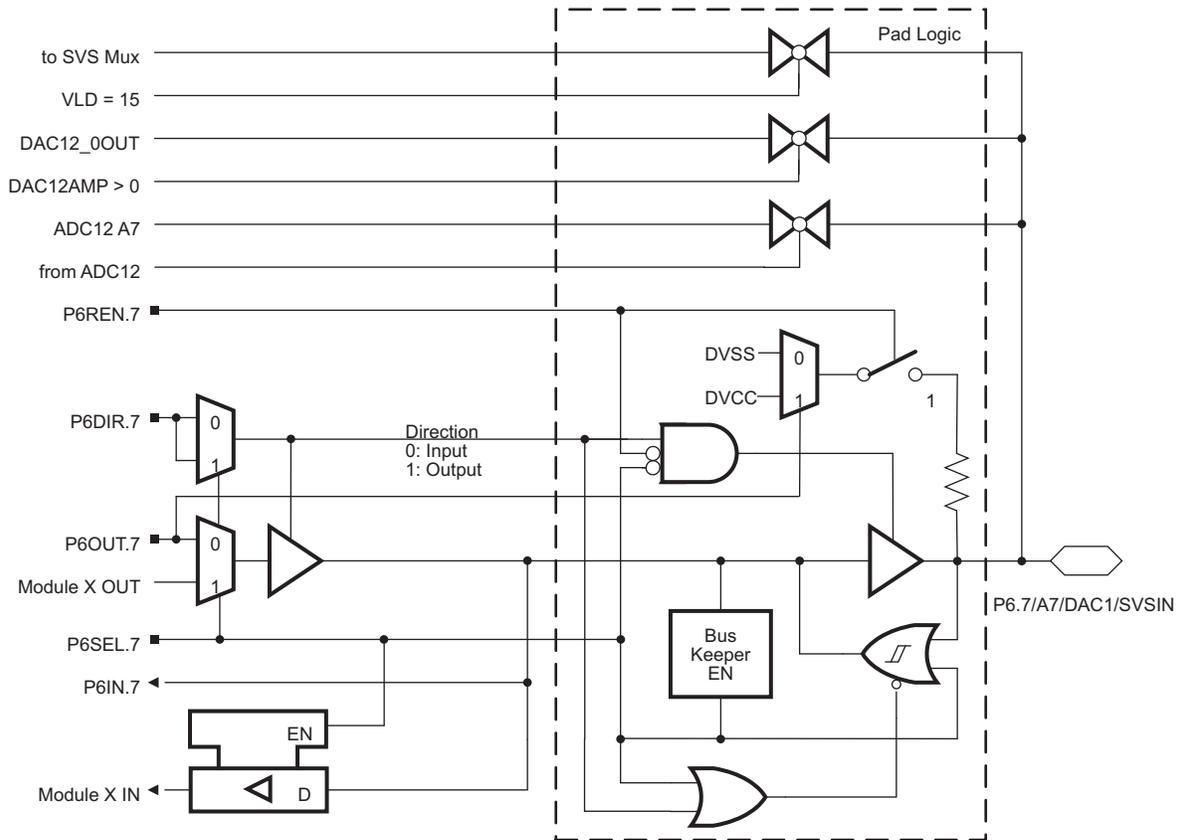 Pad Logic
to SVS Mux
VLD = 15
DAC12_0OUT
DAC12AMP > 0
ADC12 A7
from ADC12
P6REN.7
DVSS
0
DVCC
1
1
P6DIR.7
0
1
Direction
0: Input
1: Output
P6OUT.7
0
Module X OUT
1
P6.7/A7/DAC1/SVSIN
P6SEL.7
Bus
Keeper
EN
P6IN.7
EN
Module X IN
D